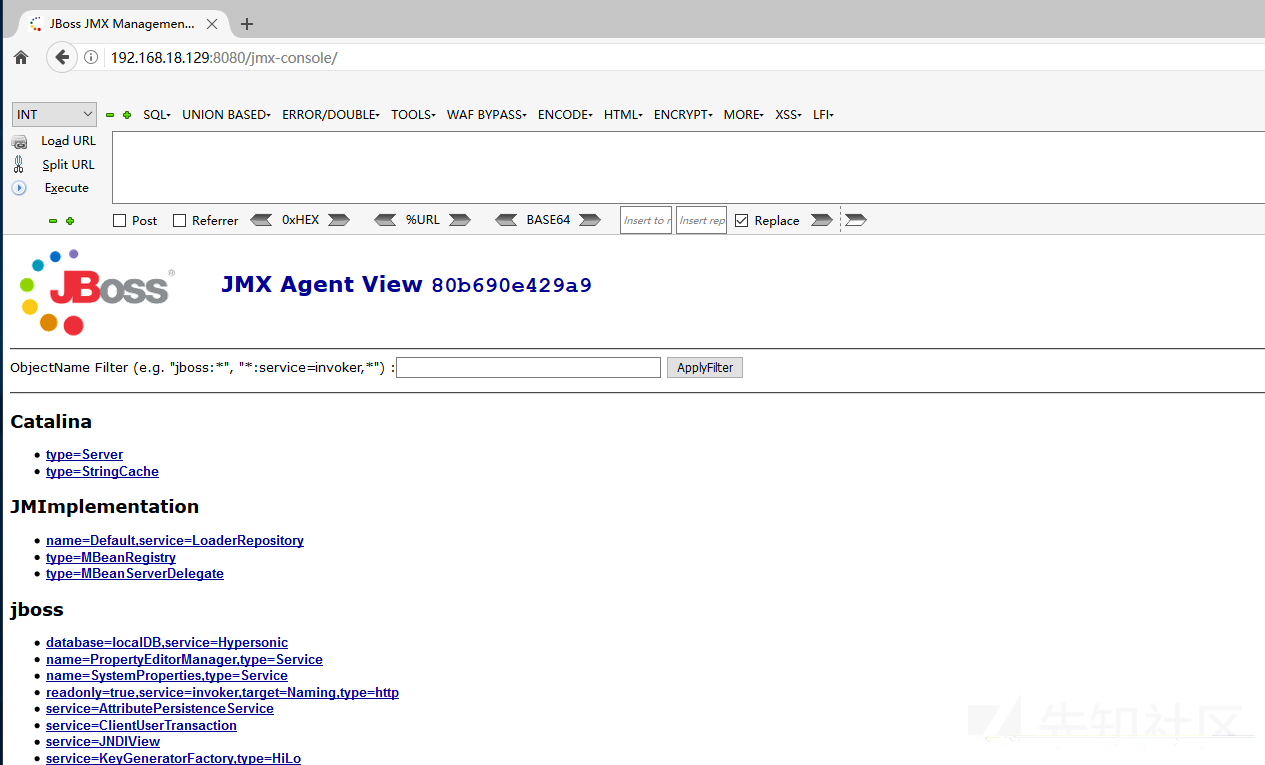 JBoss JMX Managemen...
192.168.18.129:8080/jmx-console/
INT SQL UNION BASED ERROR/DOUBLE TOOLS WAF BYPASS ENCODE HTML ENCRYPT MORE XSS LFI
Load URL
Split URL
Execute
Post Referrer 0xHEX %URL BASE64 Insert to r Insert rep Replace
JBoss® JMX Agent View 80b690e429a9
ObjectName Filter (e.g. "jboss:*", "*:service=invoker,*") : ApplyFilter
Catalina
type=Server
type=StringCache
JMImplementation
name=Default,service=LoaderRepository
type=MBeanRegistry
type=MBeanServerDelegate
jboss
database=localDB,service=Hypersonic
name=PropertyEditorManager,type=Service
name=SystemProperties,type=Service
readonly=true,service=invoker,target=Naming,type=http
service=AttributePersistenceService
service=ClientUserTransaction
service=JNDIView
service=KeyGeneratorFactory,type=HiLo
先知社区